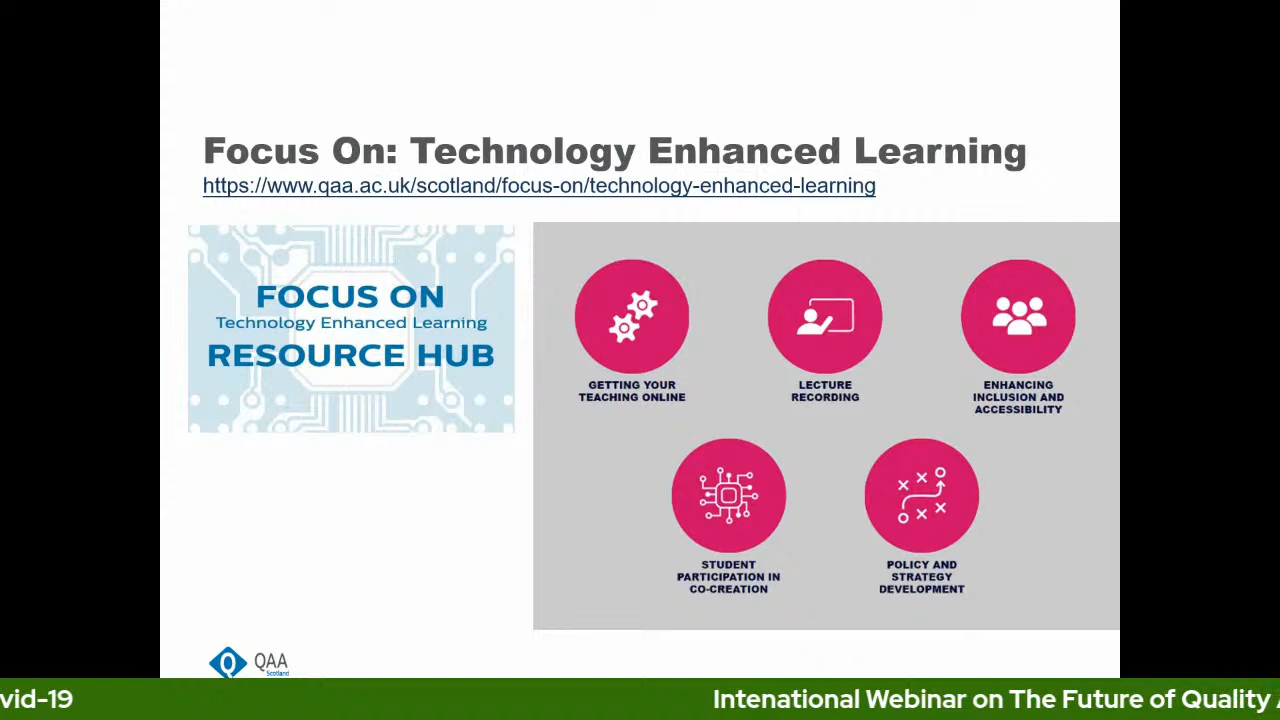 Focus On: Technology Enhanced Learning
https://www.qaa.ac.uk/scotland/focus-on/technology-enhanced-learning
FOCUS ON
Technology Enhanced Learning
RESOURCE HUB
GETTING YOUR
TEACHING ONLINE
LECTURE
RECORDING
ENHANCING
INCLUSION AND
ACCESSIBILITY
STUDENT
PARTICIPATION IN
CO-CREATION
POLICY AND
STRATEGY
DEVELOPMENT
QAA
Scotland
vid-19
Intenational Webinar on The Future of Quality